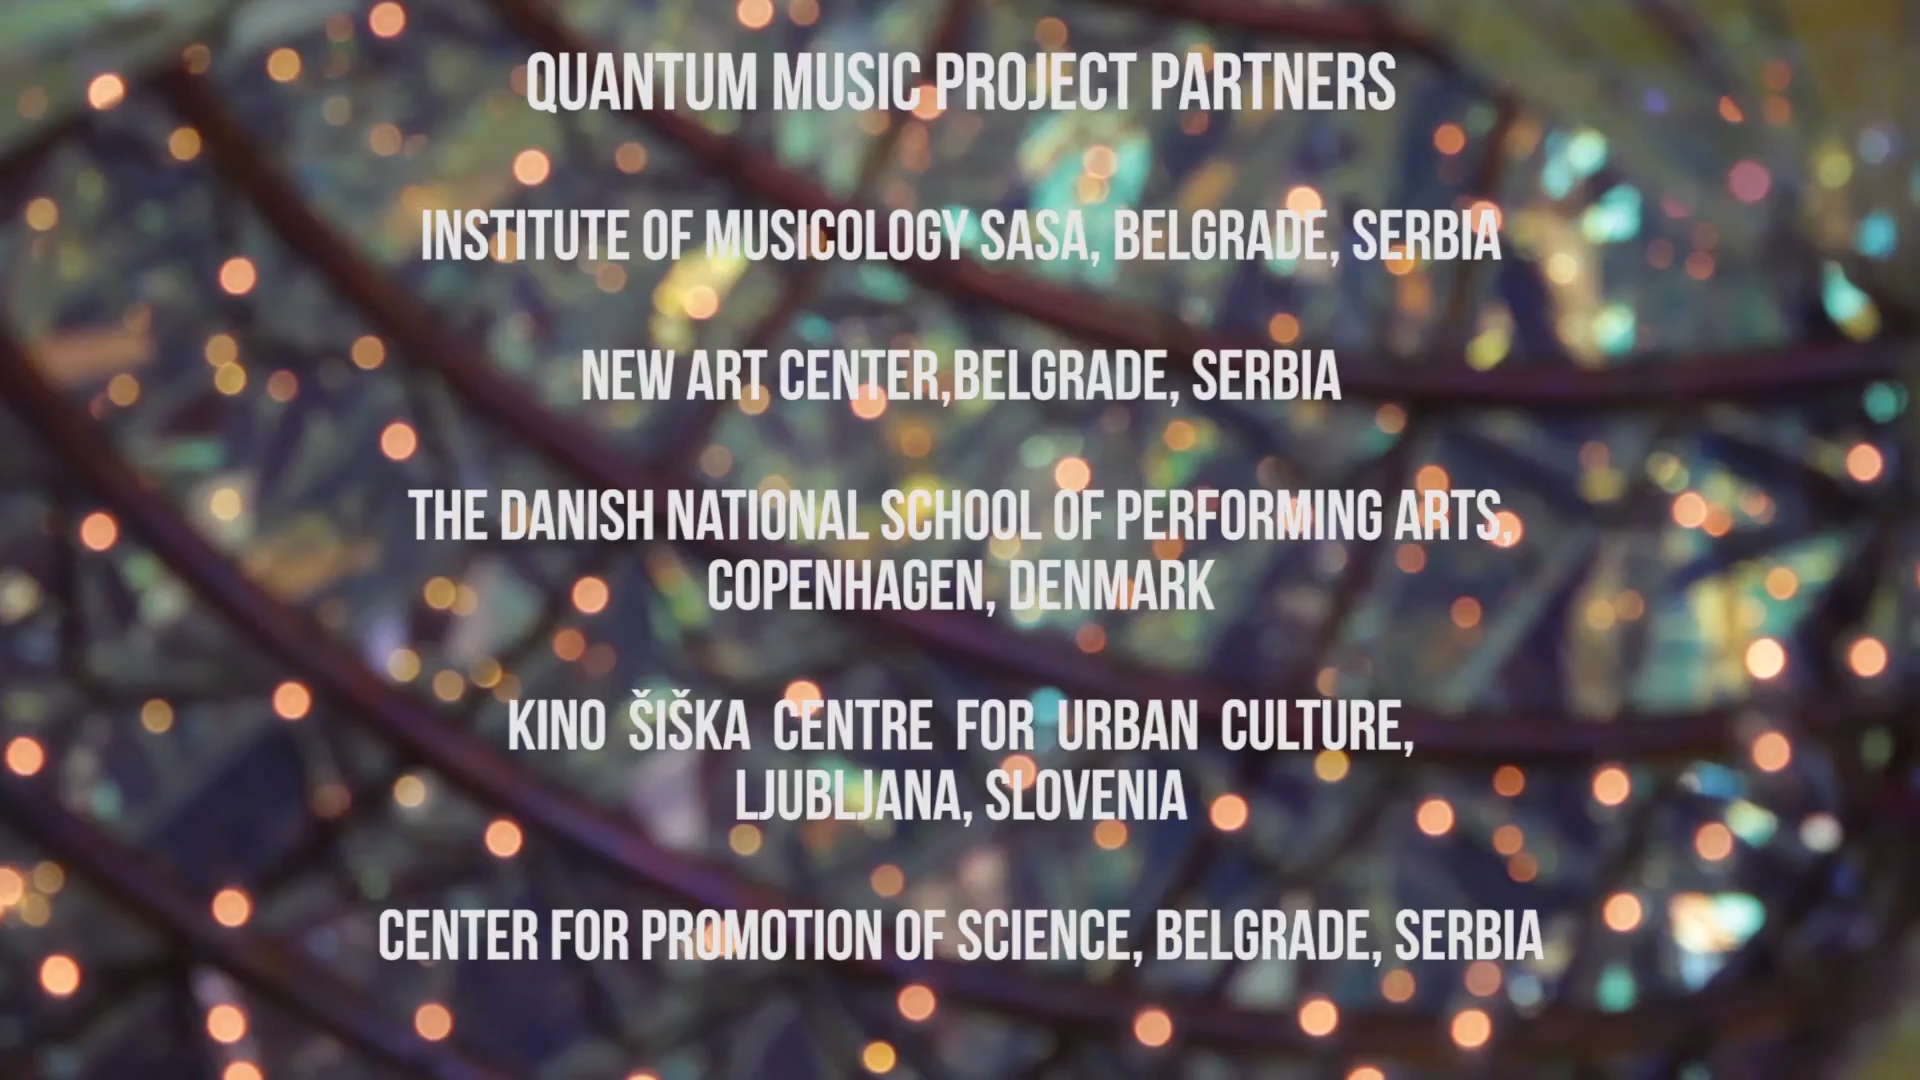 QUANTUM MUSIC PROJECT PARTNERS
INSTITUTE OF MUSICOLOGY SASA, BELGRADE, SERBIA
NEW ART CENTER,BELGRADE, SERBIA
THE DANISH NATIONAL SCHOOL OF PERFORMING ARTS,
COPENHAGEN, DENMARK
KINO ŠIŠKA CENTRE FOR URBAN CULTURE,
LJUBLJANA, SLOVENIA
CENTER FOR PROMOTION OF SCIENCE, BELGRADE, SERBIA